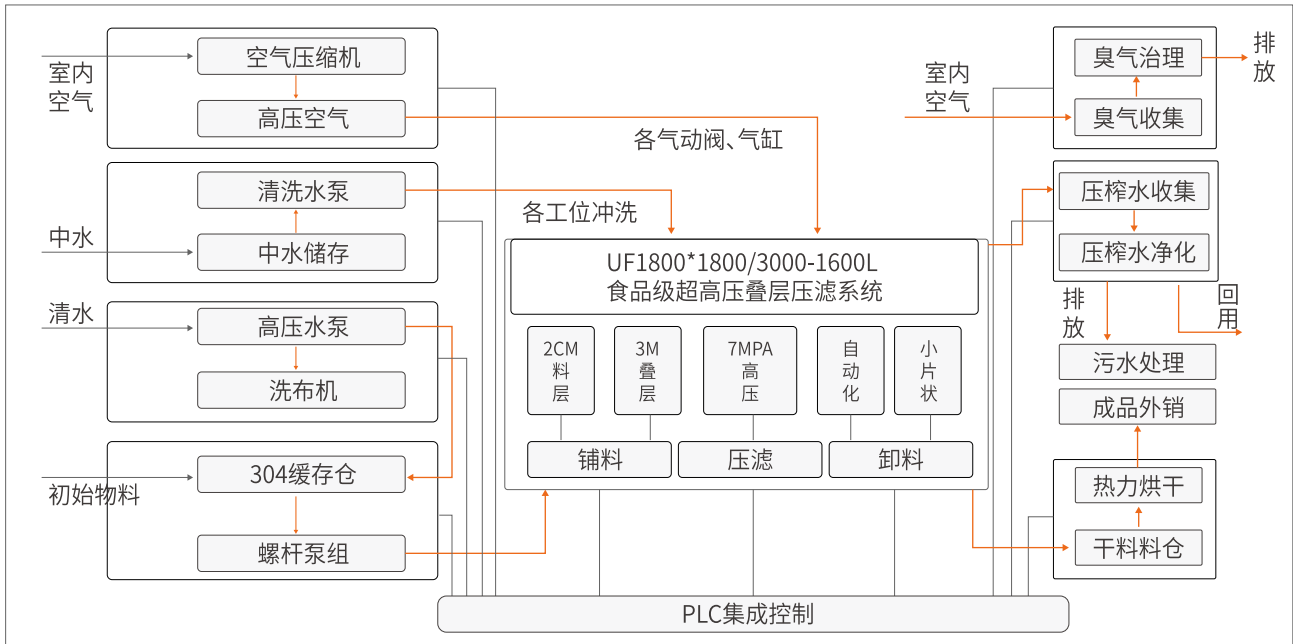 空气压缩机
室内
空气
高压空气
清洗水泵
中水
中水储存
清水
高压水泵
洗布机
304缓存仓
初始物料
螺杆泵组
各气动阀、气缸
各工位冲洗
UF1800*1800/3000-1600L
食品级超高压叠层压滤系统
2CM
料
层
3M
叠
层
7MPA
高
压
自
动
化
小
片
状
铺料
压滤
卸料
室内
空气
臭气治理
排
放
臭气收集
压榨水收集
压榨水净化
排
放
回
用
污水处理
成品外销
热力烘干
干料料仓
PLC集成控制